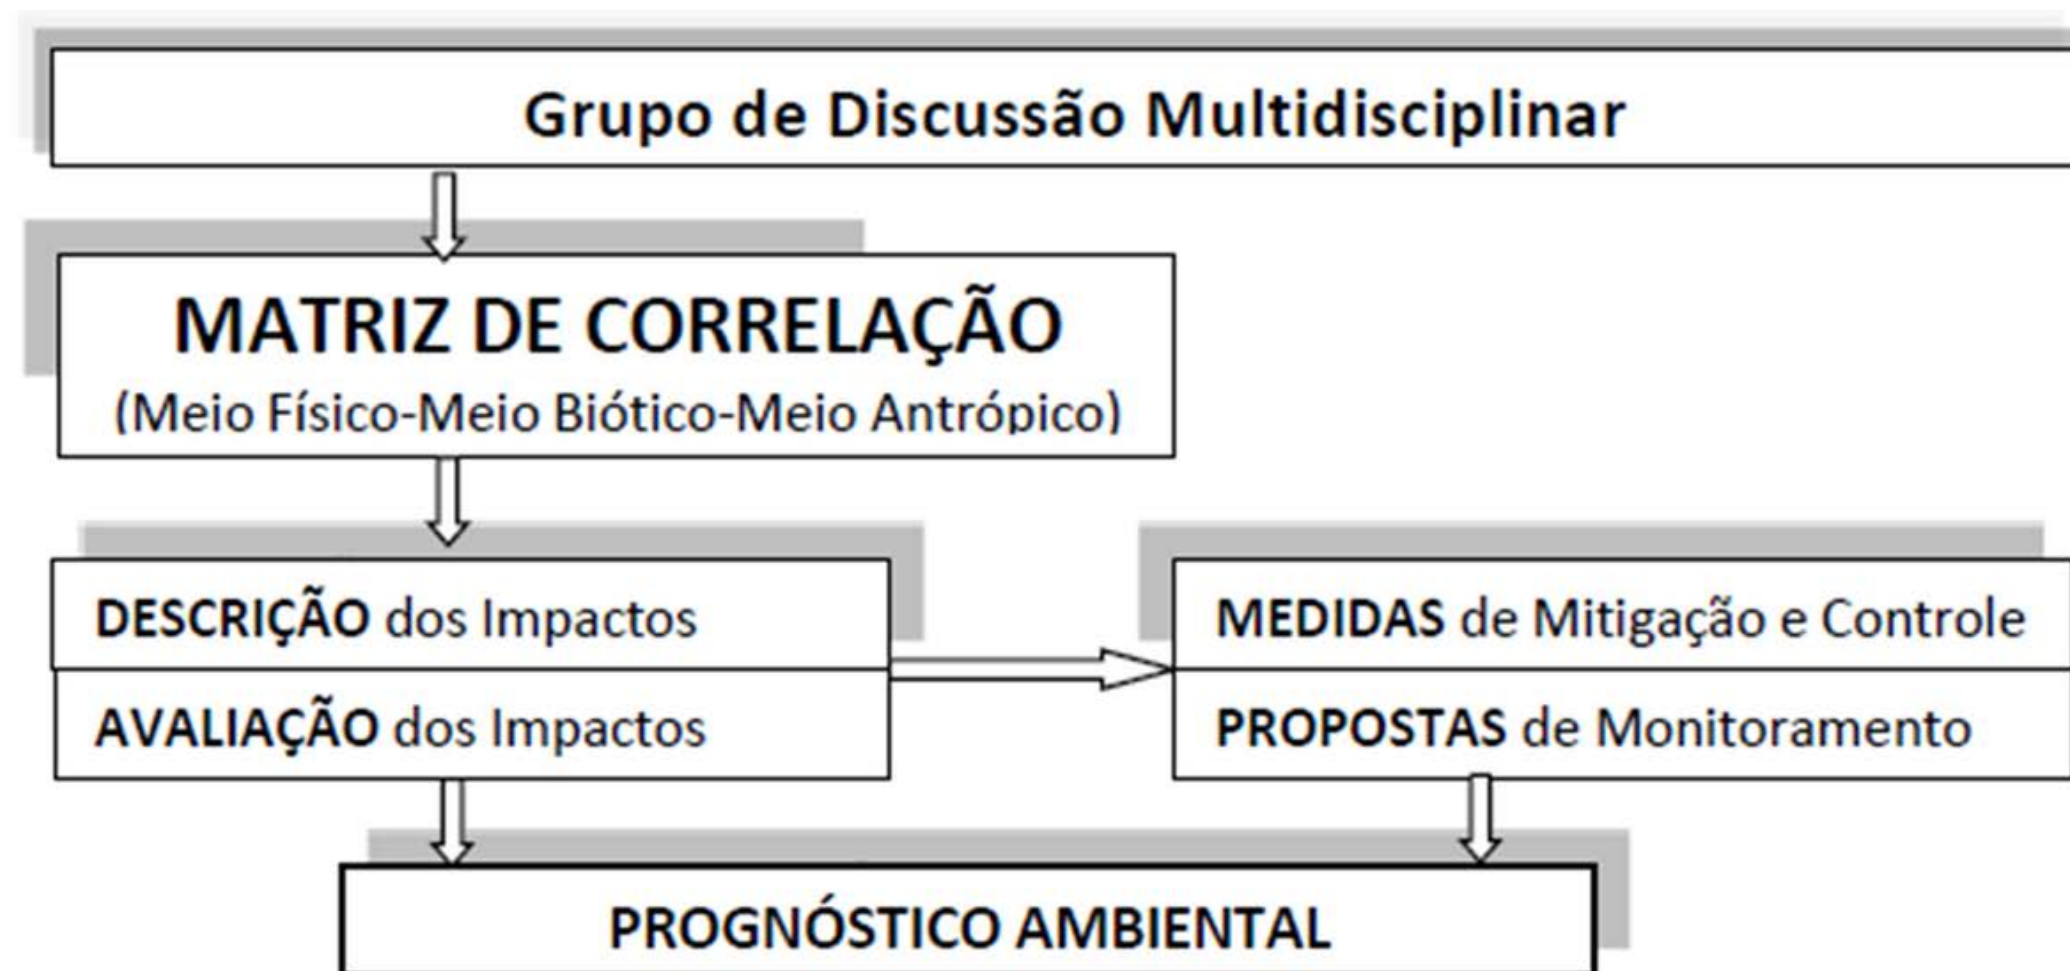 Grupo de Discussão Multidisciplinar
MATRIZ DE CORRELAÇÃO
(Meio Físico-Meio Biótico-Meio Antrópico)
DESCRIÇÃO dos Impactos
AVALIAÇÃO dos Impactos
MEDIDAS de Mitigação e Controle
PROPOSTAS de Monitoramento
PROGNÓSTICO AMBIENTAL